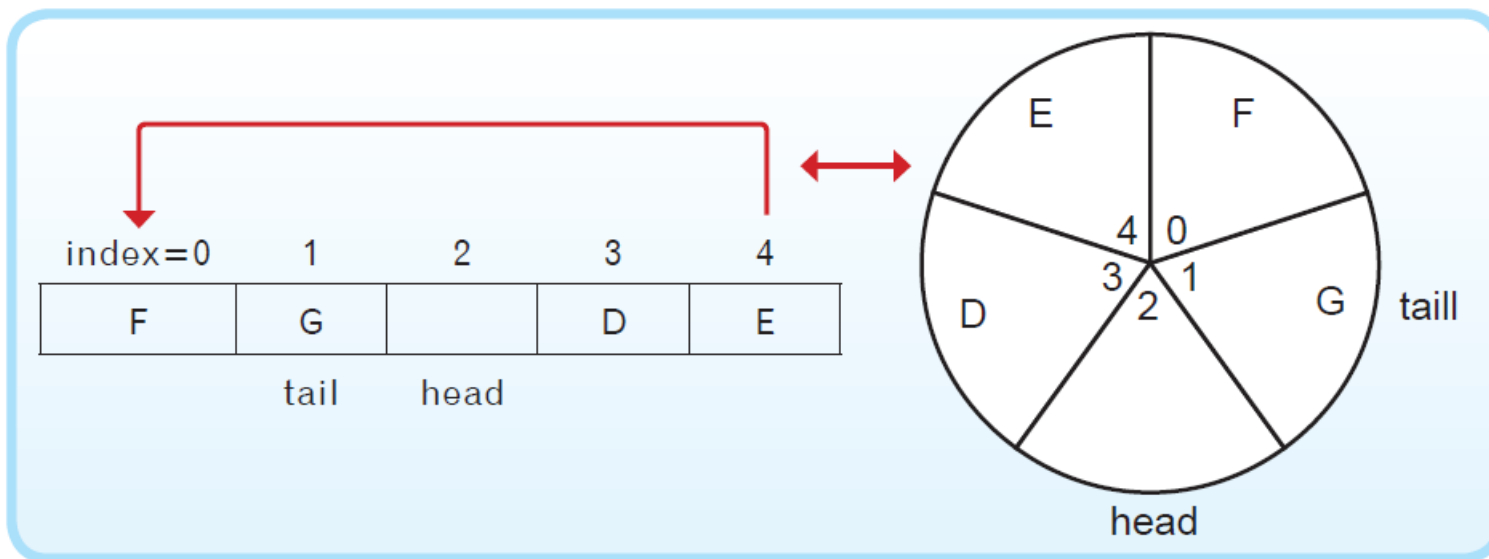 index=0 1 2 3 4
F G D E
tail head
E F
4 0
3 1
2
D G taill
head